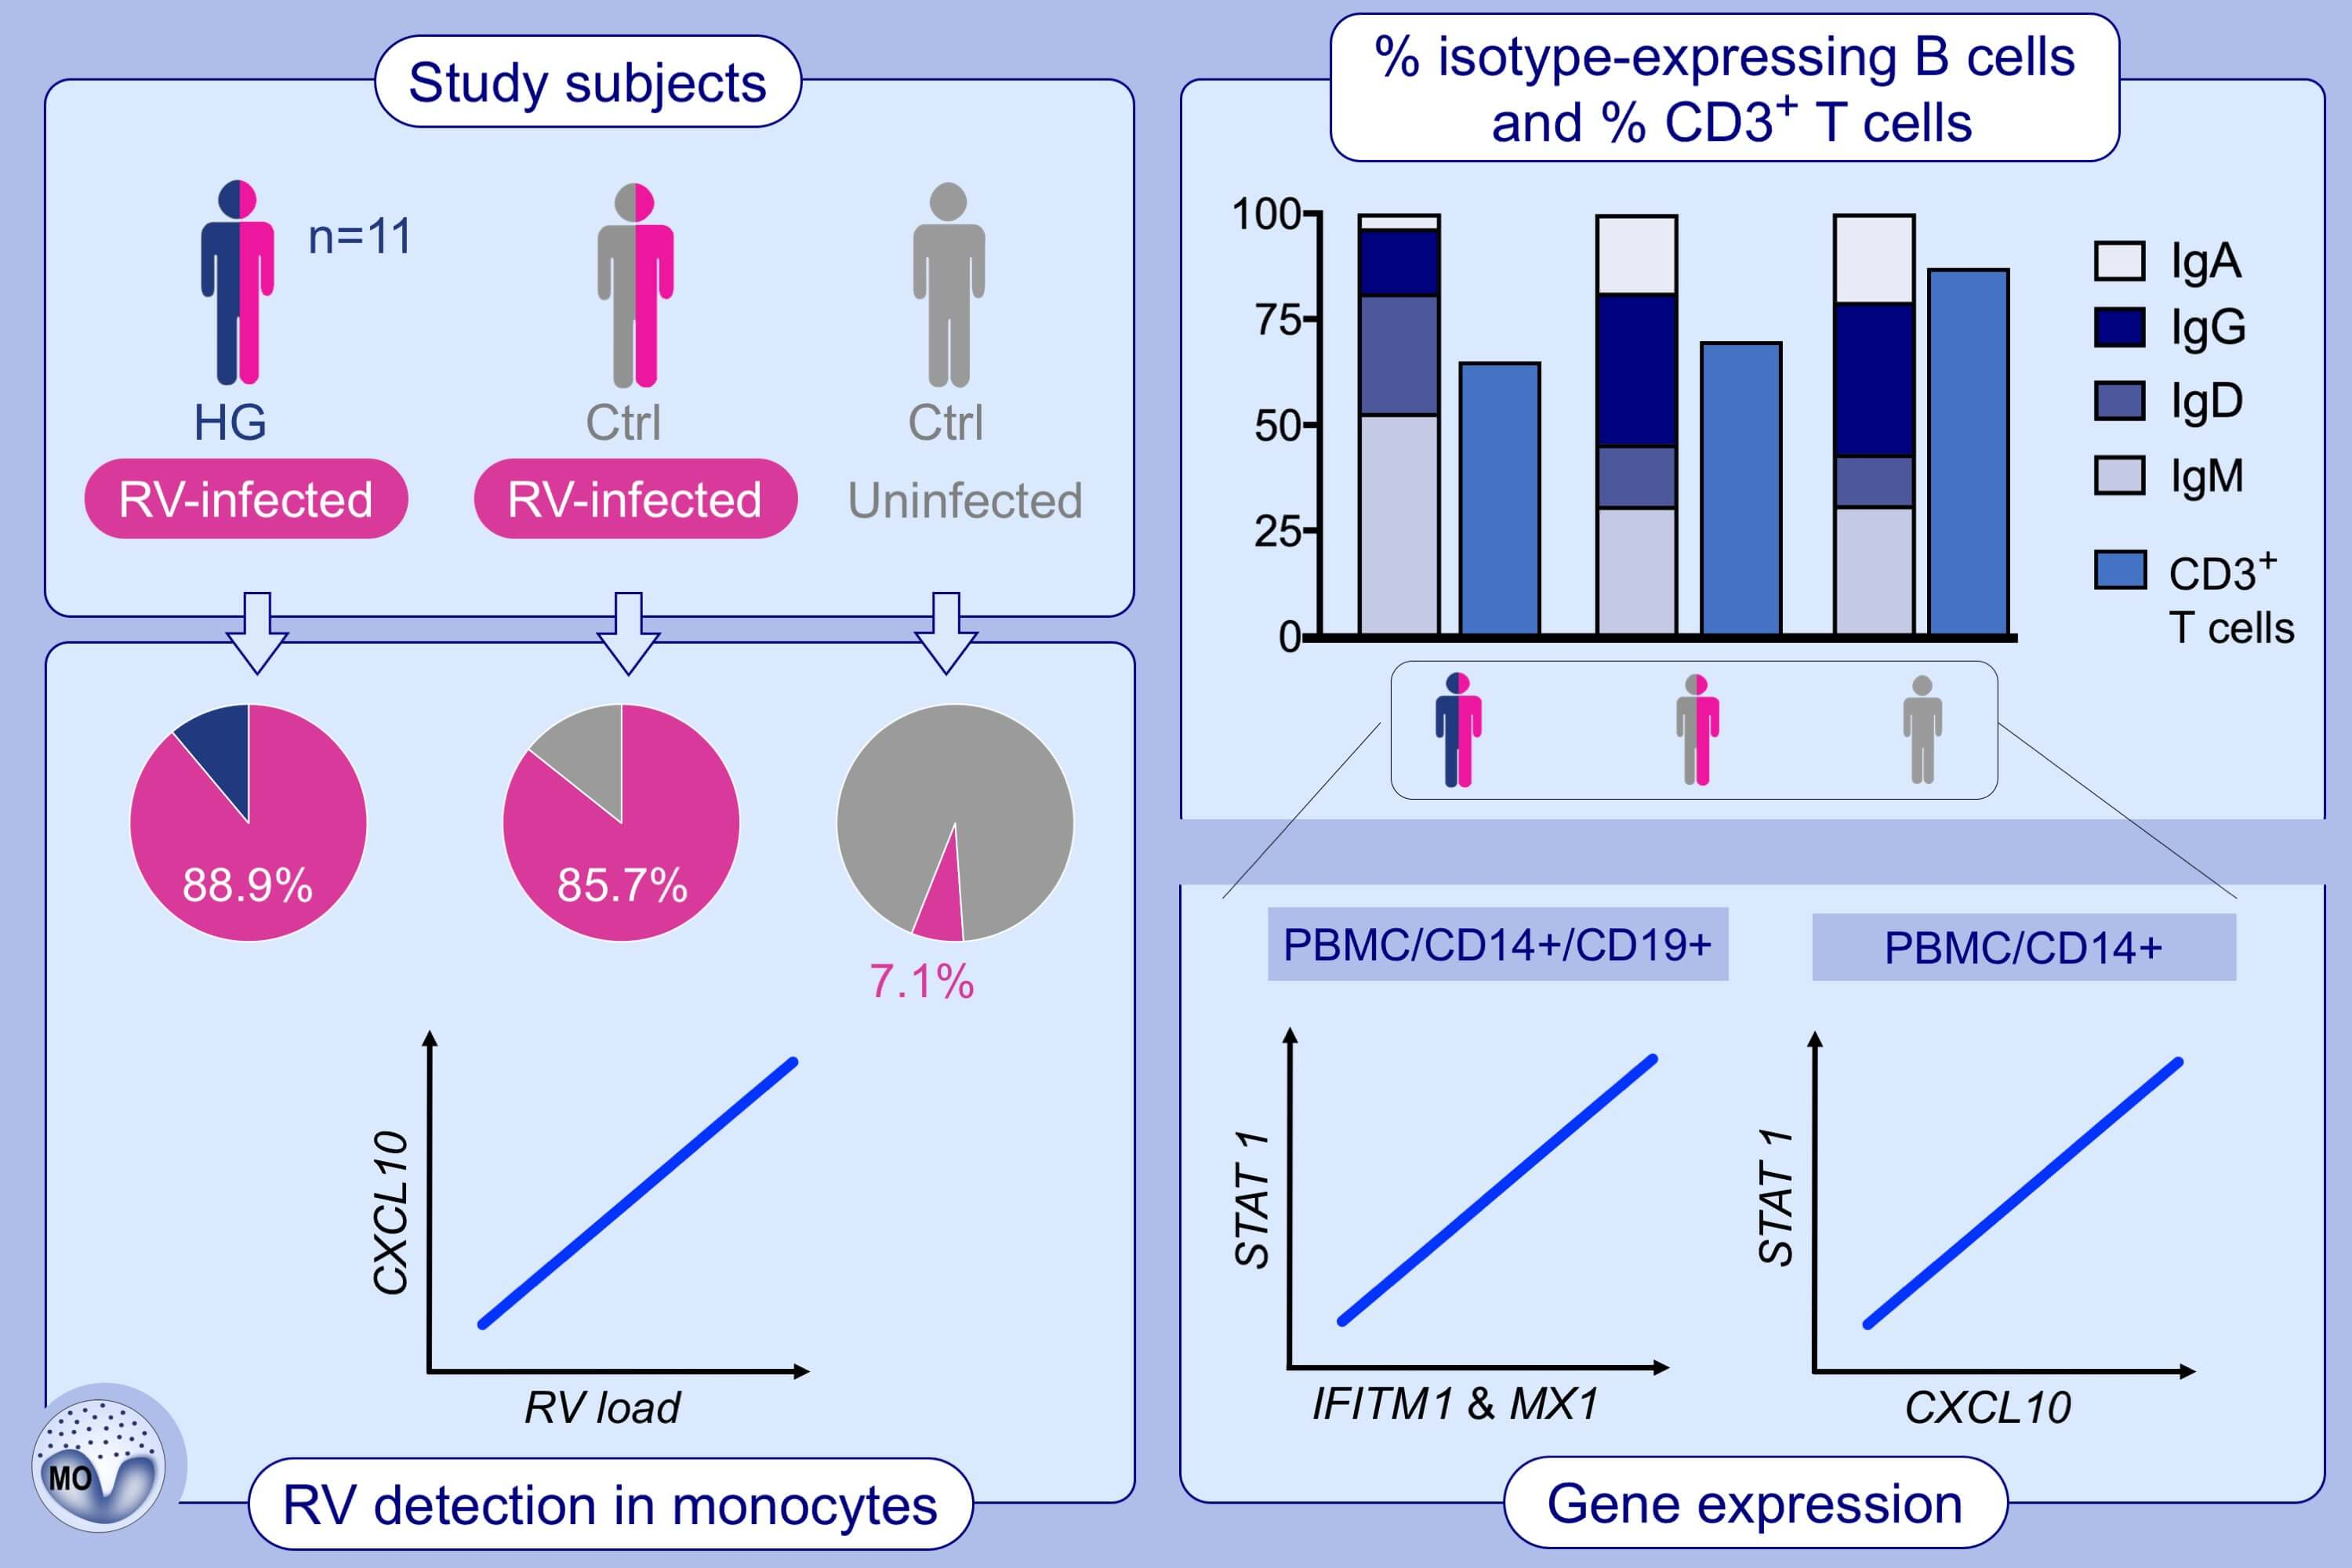 Study subjects
n=11
HG
Ctrl
Ctrl
RV-infected
RV-infected
Uninfected
88.9%
85.7%
7.1%
CXCL10
RV load
MO
RV detection in monocytes
% isotype-expressing B cells
and % CD3⁺ T cells
100
75
50
25
0
IgA
IgG
IgD
IgM
CD3⁺
T cells
PBMC/CD14+/CD19+
PBMC/CD14+
STAT 1
IFITM1 & MX1
STAT 1
CXCL10
Gene expression